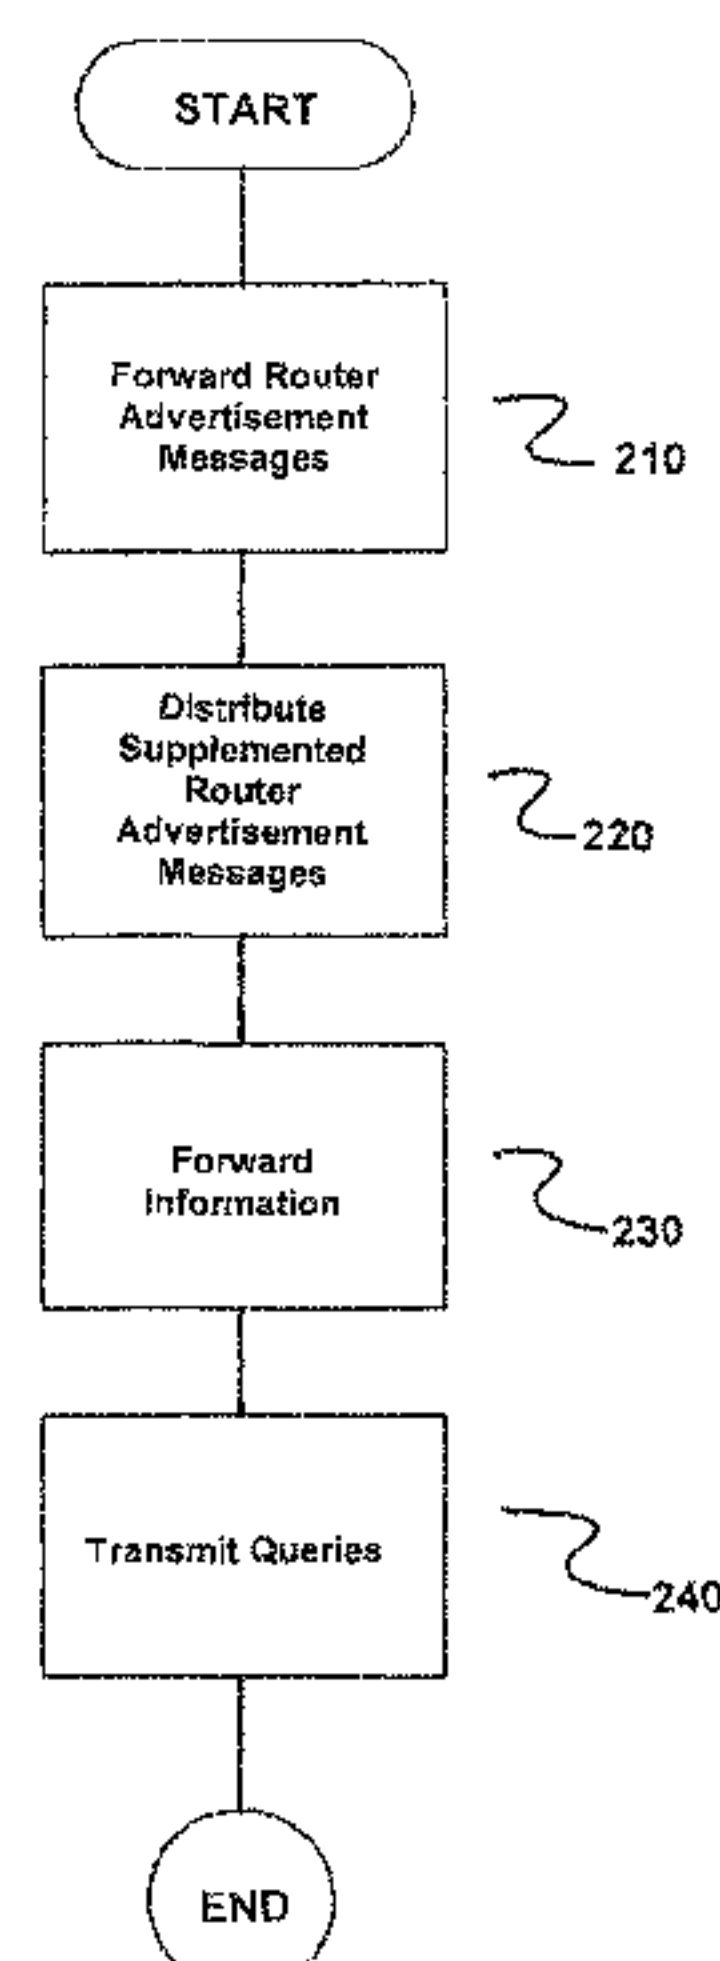 START
Forward Router
Advertisement
Messages
210
Distribute
Supplemented
Router
Advertisement
Messages
220
Forward
Information
230
Transmit Queries
240
END